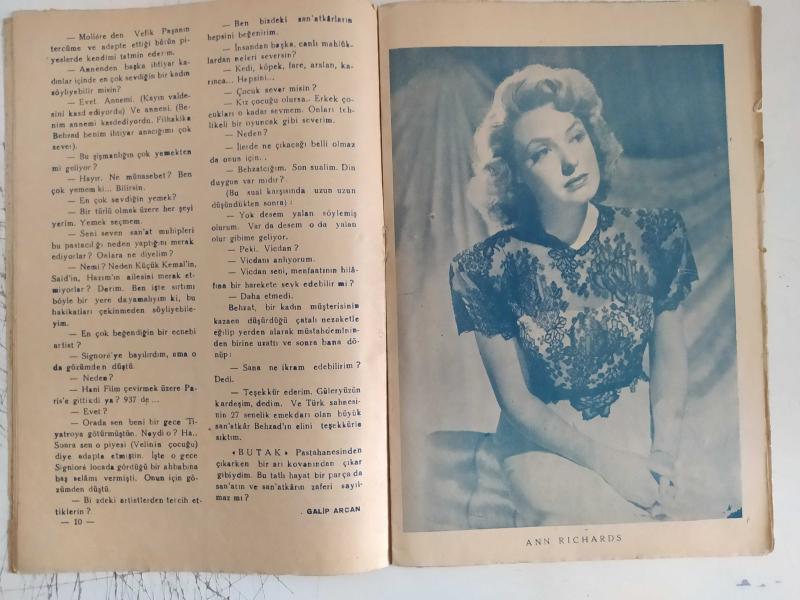 — Moliére den Vefik Paşanın
tercüme ve adapte ettiği bütün pi-
yeslerde kendimi tatmin ederim.
— Annenden başka ihtiyar ka-
dınlar içinde en çok sevdiğin bir kadın
söyliyebilir misin?
— Evet. Annemi. (Kayın valde-
sini kasd ediyordu) Ve annemi. (Be-
nim annemi kasdediyordu. Filhakika
Behzad benim ihtiyar anacığımı çok
sever).
— Bu şişmanlığın çok yemekten
mi geliyor?
— Hayır. Ne münasebet? Ben
çok yemem ki... Bilirsin.
— En çok sevdiğin yemek?
— Bir türlü olmak üzere her şeyi
yerim. Yemek seçmem.
— Seni seven san'at muhipleri
bu pastacılığı neden yaptığını merak
ediyorlar? Onlara ne diyelim?
— Nemi? Neden Küçük Kemal'in,
Said'in, Hazım'ın ailesini merak et-
miyorlar? Derim. Ben işte sırtımı
böyle bir yere dayamalıyım ki, bu
hakikatları çekinmeden söyliyebile-
yim.
— En çok beğendiğin bir ecnebi
artist?
— Signoré'ye bayılırdım, ama o
da gözümden düştü.
— Neden?
— Hani Film çevirmek üzere Pa-
ris'e gittikdi ya? 937 de...
— Evet?
— Orada sen beni bir gece Ti-
yatroya götürmüştün. Neydi o? Ha..
Sonra sen o piyesi (Velinin çocuğu)
diye adapte etmiştin. İşte o gece
Signioré locada gördüğü bir ahbabına
baş selâmı vermişti. Onun için gö-
zümden düştü.
— Bizdeki artistlerden tercih et-
tiklerin?
— 10 —
— Ben bizdeki san'atkârların
hepsini beğenirim.
— İnsandan başka, canlı mahlûk-
lardan neleri seversin?
— Kedi, köpek, fare, arslan, ka-
rınca... Hepsini...
— Çocuk sever misin?
— Kız çocuğu olursa.. Erkek ço-
cukları o kadar sevmem. Onları teh-
likeli bir oyuncak gibi severim.
— Neden?
— İlerde ne çıkacağı belli olmaz
da onun için..
— Behzatcığım. Son sualim. Din
duygun var mıdır?
(Bu sual karşısında uzun uzun
düşündükten sonra) :
— Yok desem yalan söylemiş
olurum. Var da desem o da yalan
olur gibime geliyor.
— Peki. Vicdan?
— Vicdanı anlıyorum.
— Vicdan seni, menfaatının hilâ-
fına bir harekete sevk edebilir mi?
— Daha etmedi.
Behzat, bir kadın müşterisinin
kazaen düşürdüğü çatalı nezaketle
eğilip yerden alarak müstahdeminin-
den birine uzattı ve sonra bana dö-
nüp:
— Sana ne ikram edebilirim?
Dedi.
— Teşekkür ederim. Güleryüzün
kardeşim, dedim. Ve Türk sahnesi-
nin 27 senelik emekdarı olan büyük
san'atkâr Behzad'ın elini teşekkürle
sıktım.
«BUTAK» Pastahanesinden
çıkarken bir arı kovanından çıkar
gibiydim. Bu tatlı hayat bir parça da
san'atın ve san'atkârın zaferi sayıl-
maz mı?
GALİP ARCAN
ANN RICHARDS